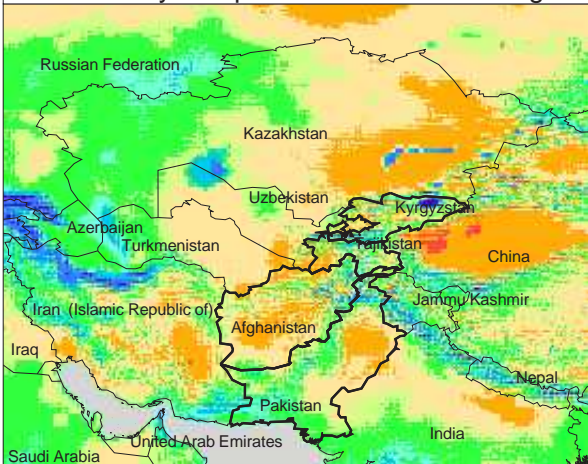 Russian Federation
Kazakhstan
Uzbekistan
Kyrgyzstan
Azerbaijan
Turkmenistan
Tajikistan
China
Iran (Islamic Republic of)
Jammu Kashmir
Afghanistan
Iraq
Nepal
Pakistan
United Arab Emirates
India
Saudi Arabia